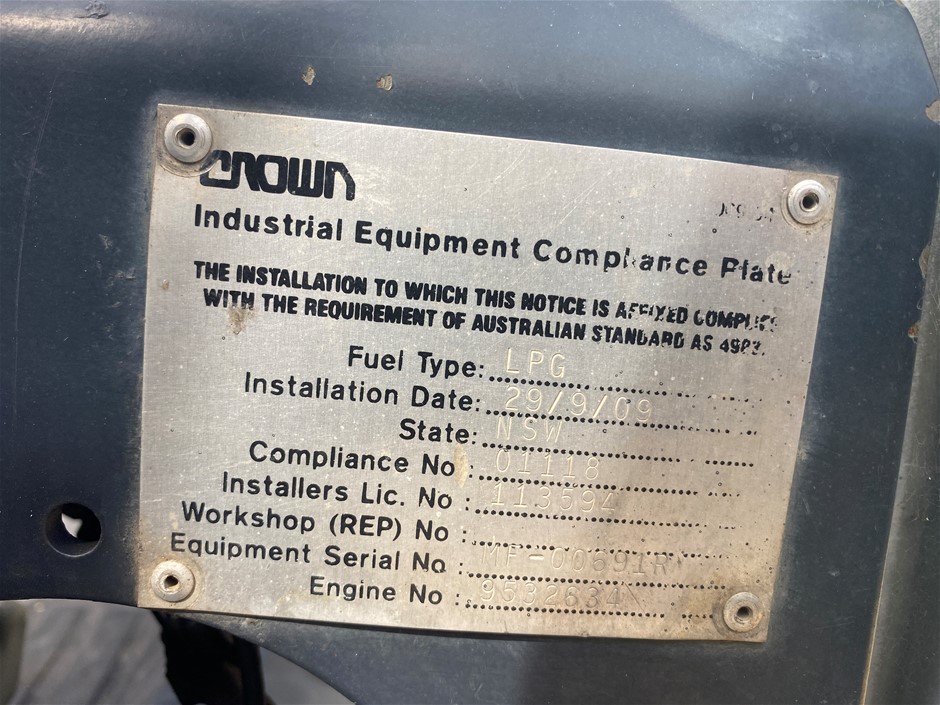 CROWN
Industrial Equipment Compliance Plate
THE INSTALLATION TO WHICH THIS NOTICE IS AFFIXED COMPLIES
WITH THE REQUIREMENT OF AUSTRALIAN STANDARD AS 4983.
Fuel Type: LPG
Installation Date: 29/9/09
State: NSW
Compliance No : 01118
Installers Lic. No : 113594
Workshop (REP) No :
Equipment Serial No :
Engine No :